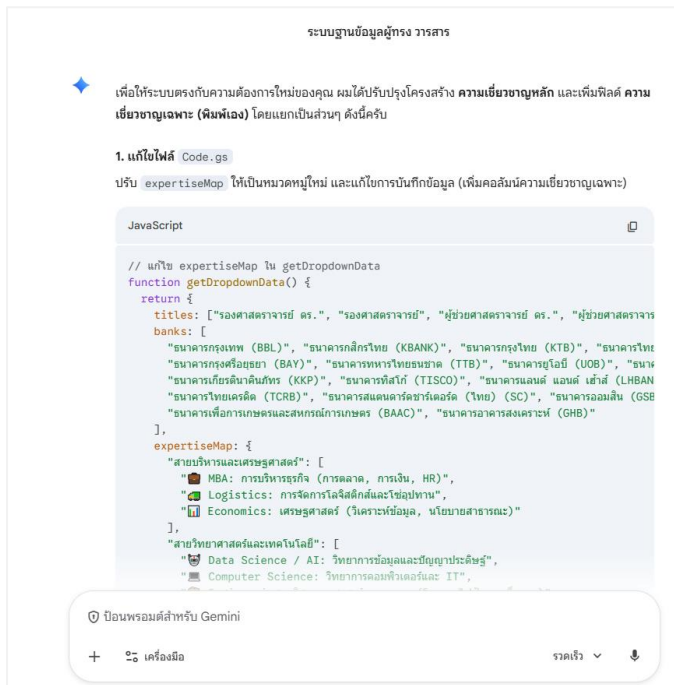 ระบบฐานข้อมูลผู้ทรง วารสาร
เพื่อให้ระบบตรงกับความต้องการใหม่ของคุณ ผมได้ปรับปรุงโครงสร้าง ความเชี่ยวชาญหลัก และเพิ่มฟิลด์ ความ
เชี่ยวชาญเฉพาะ (พิมพ์เอง) โดยแยกเป็นส่วนๆ ดังนี้ครับ
1. แก้ไขไฟล์ Code.gs
ปรับ expertiseMap ให้เป็นหมวดหมู่ใหม่ และแก้ไขการบันทึกข้อมูล (เพิ่มคอลัมน์ความเชี่ยวชาญเฉพาะ)
JavaScript
// แก้ไข expertiseMap ใน getDropdownData
function getDropdownData() {
return {
titles: ["รองศาสตราจารย์ ดร.", "รองศาสตราจารย์", "ผู้ช่วยศาสตราจารย์ ดร.", "ผู้ช่วยศาสตราจาร
banks: [
"ธนาคารกรุงเทพ (BBL)", "ธนาคารกสิกรไทย (KBANK)", "ธนาคารกรุงไทย (KTB)", "ธนาคารไทย
"ธนาคารกรุงศรีอยุธยา (BAY)", "ธนาคารทหารไทยธนชาต (TTB)", "ธนาคารยูโอบี (UOB)", "ธนา
"ธนาคารเกียรตินาคินภัทร (KKP)", "ธนาคารทิสโก้ (TISCO)", "ธนาคารแลนด์ แอนด์ เฮ้าส์ (LHBAN
"ธนาคารไทยเครดิต (TCRB)", "ธนาคารสแตนดาร์ดชาร์เตอร์ด (ไทย) (SC)", "ธนาคารออมสิน (GSB
"ธนาคารเพื่อการเกษตรและสหกรณ์การเกษตร (BAAC)", "ธนาคารอาคารสงเคราะห์ (GHB)"
],
expertiseMap: {
"สายบริหารและเศรษฐศาสตร์": [
"💼 MBA: การบริหารธุรกิจ (การตลาด, การเงิน, HR)",
"🚚 Logistics: การจัดการโลจิสติกส์และโซ่อุปทาน",
"📊 Economics: เศรษฐศาสตร์ (วิเคราะห์ข้อมูล, นโยบายสาธารณะ)"
],
"สายวิทยาศาสตร์และเทคโนโลยี": [
"🤖 Data Science / AI: วิทยาการข้อมูลและปัญญาประดิษฐ์",
"💻 Computer Science: วิทยาการคอมพิวเตอร์และ IT",
ป้อนพรอมต์สำหรับ Gemini
เครื่องมือ
รวดเร็ว